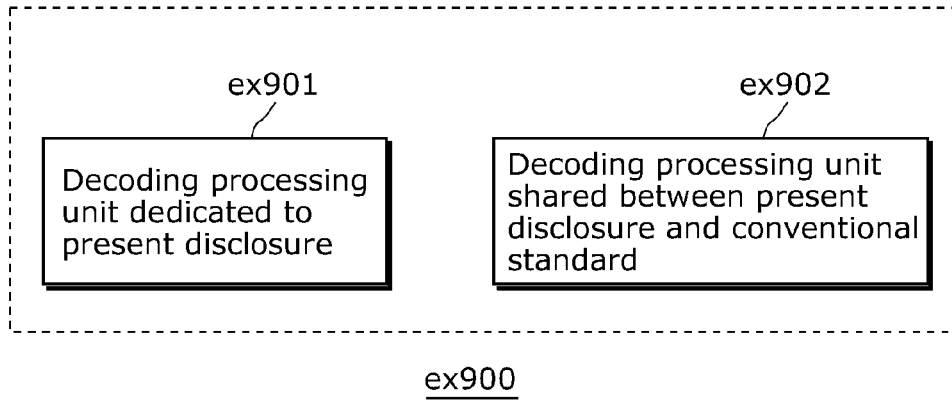 ex901
ex902
Decoding processing
unit dedicated to
present disclosure
Decoding processing unit
shared between present
disclosure and conventional
standard
ex900